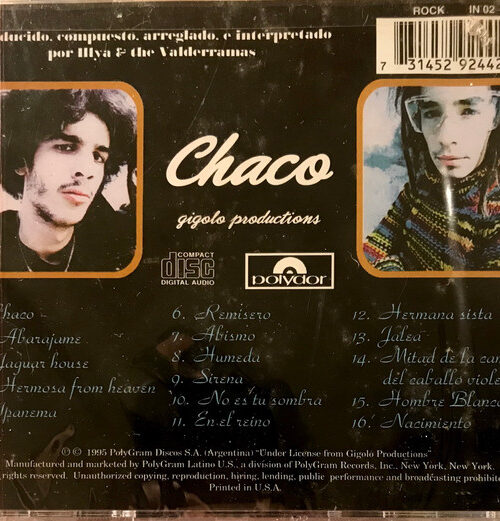 ROCK IN 02
ducido, compuesto, arreglado, e interpretado
por Illya & the Valderramas
7 31452 92442
Chaco
gigolo productions
COMPACT
disc
DIGITAL AUDIO
polydor
Chaco
Abarajame
Jaguar house
Hermosa from heaven
Ypanema
6. Remisero
7. Abismo
8. Humeda
9. Sirena
10. No es tu sombra
11. En el reino
12. Hermana sista
13. Jalea
14. Mitad de la can
del caballo viole
15. Hombre Blanco
16. Nacimiento
℗ © 1995 PolyGram Discos S.A. (Argentina) "Under License from Gigoló Productions"
Manufactured and marketed by PolyGram Latino U.S., a division of PolyGram Records, Inc., New York, New York.
rights reserved. Unauthorized copying, reproduction, hiring, lending, public performance and broadcasting prohibite
Printed in U.S.A.